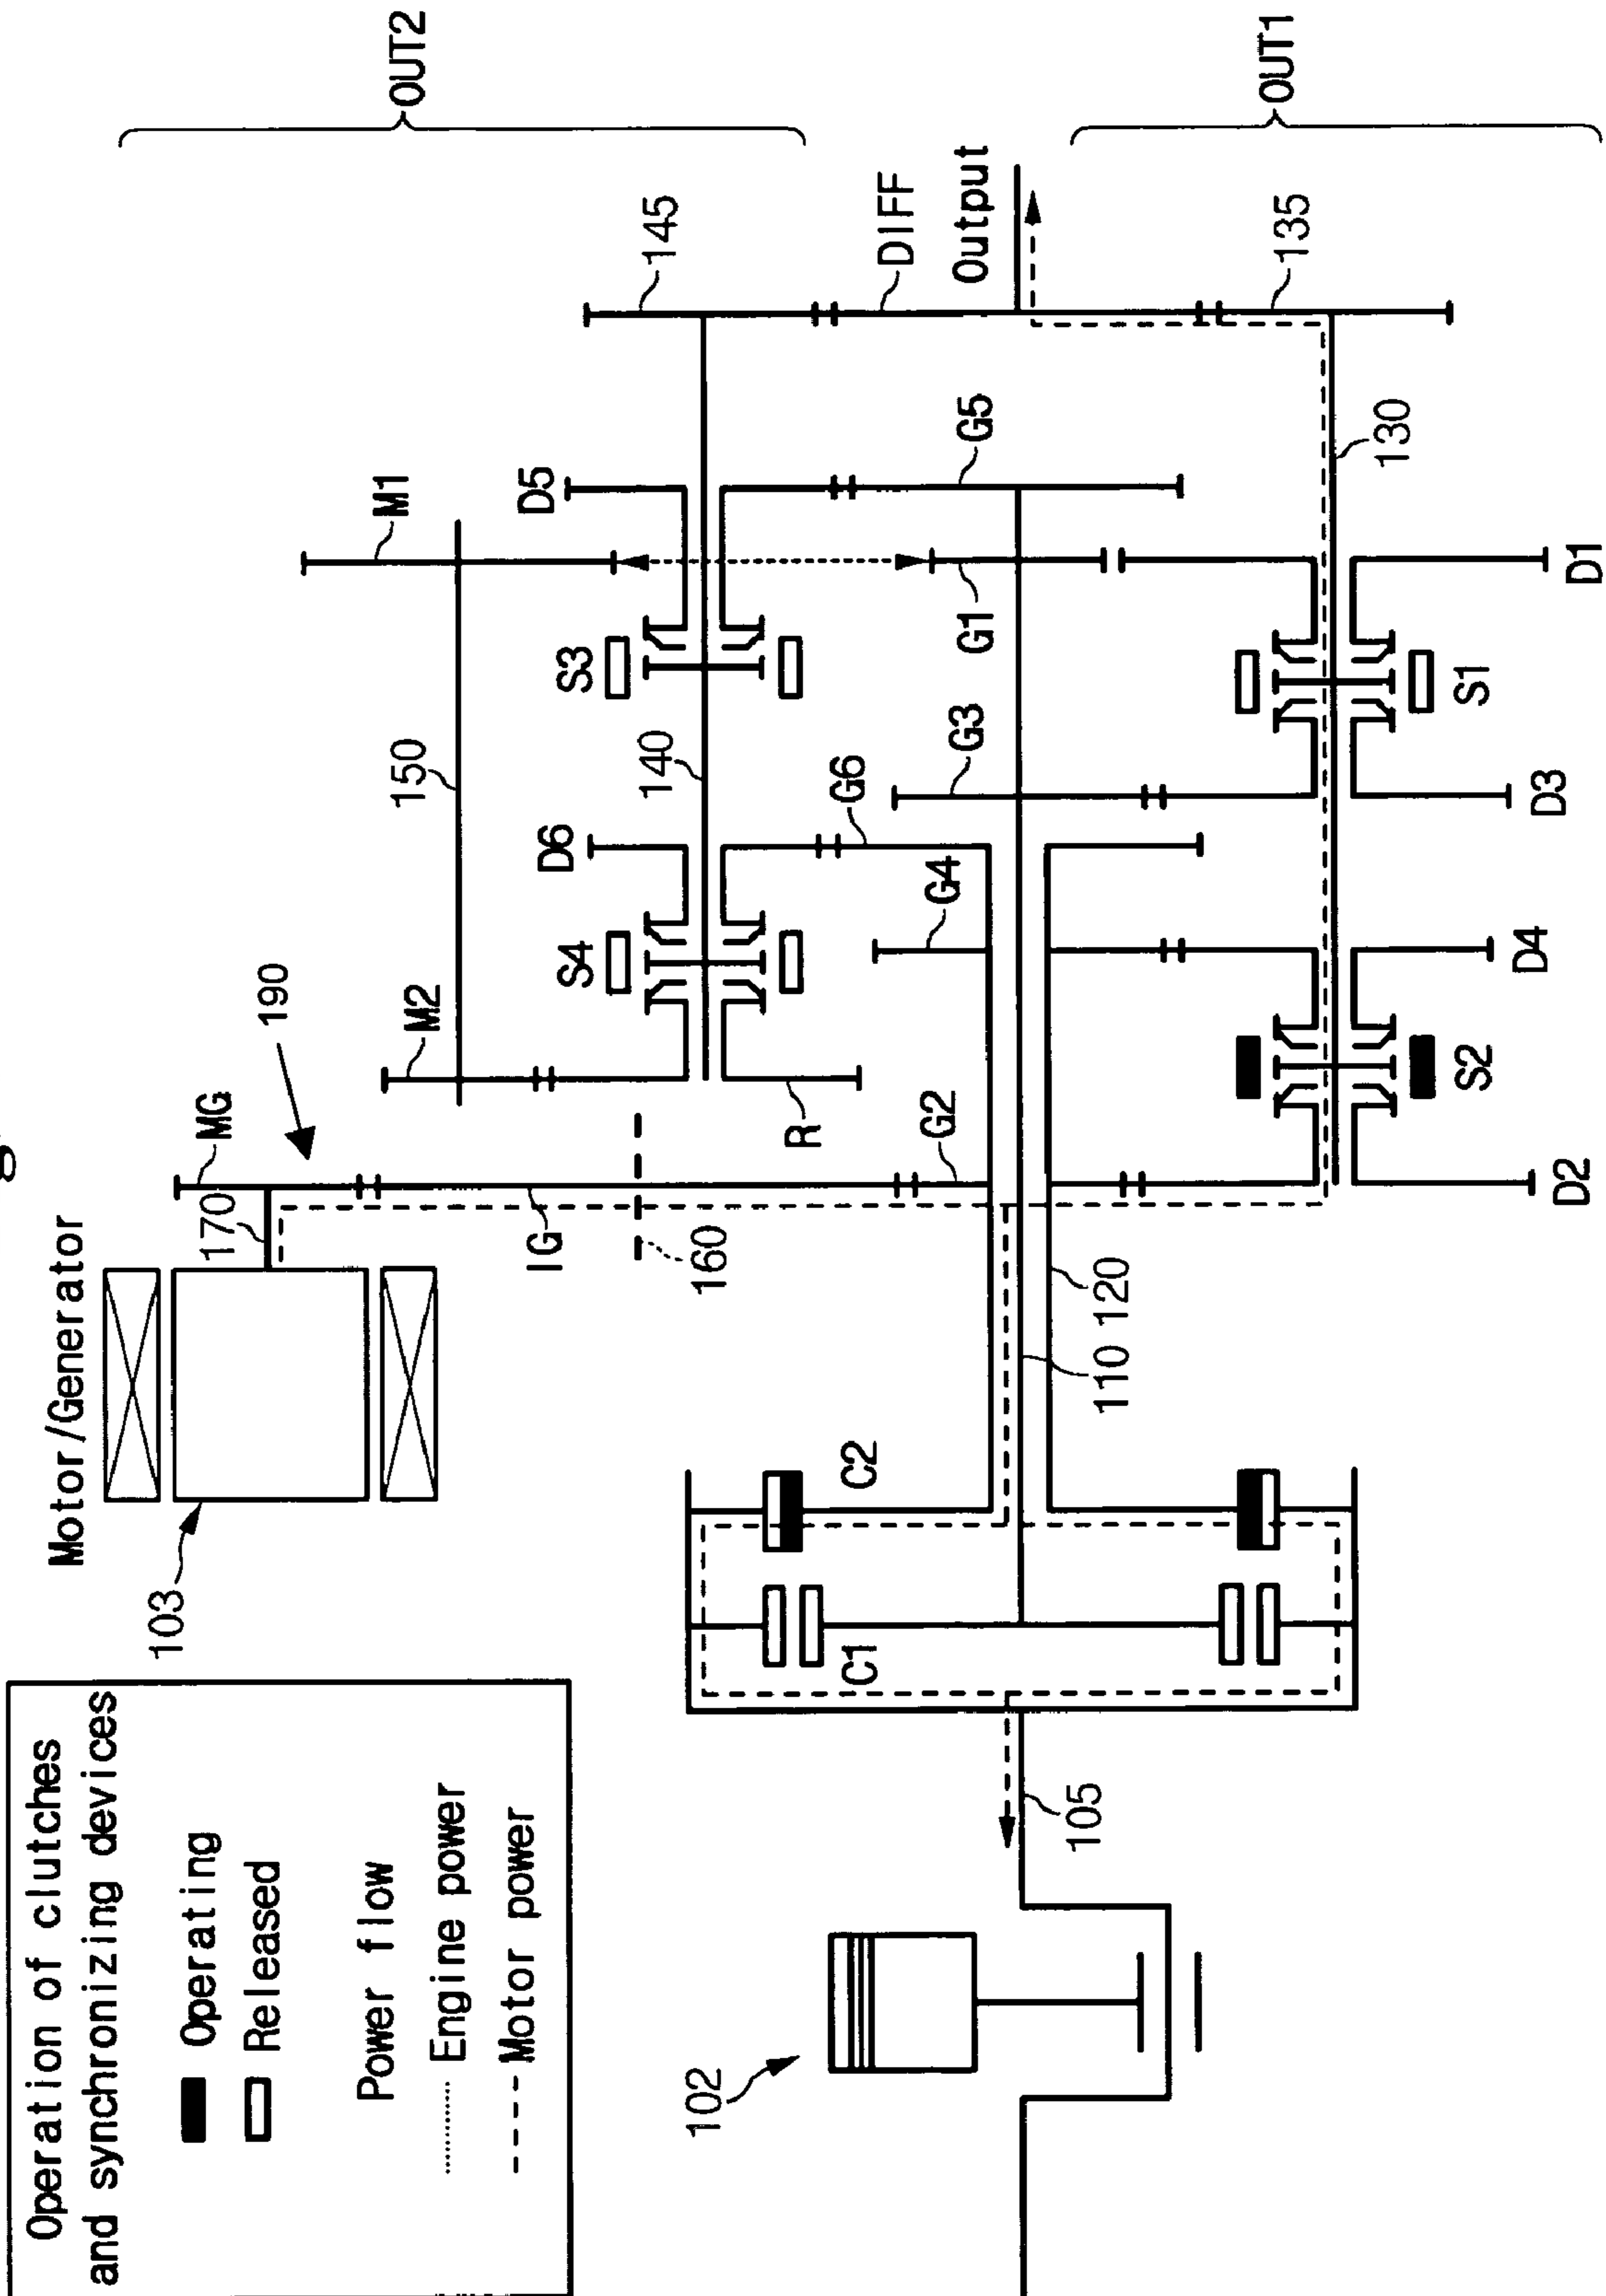 Operation of clutches
and synchronizing devices
Operating
Released
Power flow
Engine power
Motor power
Motor/Generator
103
170
MG
190
M2
150
M1
OUT2
IG
160
S4
D6
140
S3
D5
145
R
G2
G4
G6
G3
G1
G5
DIFF
Output
102
105
C1
C2
110
120
D2
S2
D4
D3
S1
D1
130
135
OUT1